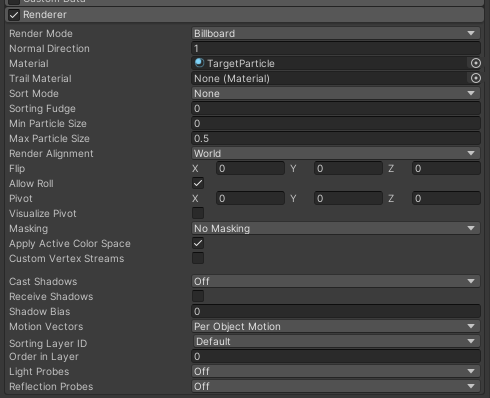 Custom Data
Renderer
Render Mode Billboard
Normal Direction 1
Material TargetParticle
Trail Material None (Material)
Sort Mode None
Sorting Fudge 0
Min Particle Size 0
Max Particle Size 0.5
Render Alignment World
Flip X 0 Y 0 Z 0
Allow Roll
Pivot X 0 Y 0 Z 0
Visualize Pivot
Masking No Masking
Apply Active Color Space
Custom Vertex Streams
Cast Shadows Off
Receive Shadows
Shadow Bias 0
Motion Vectors Per Object Motion
Sorting Layer ID Default
Order in Layer 0
Light Probes Off
Reflection Probes Off